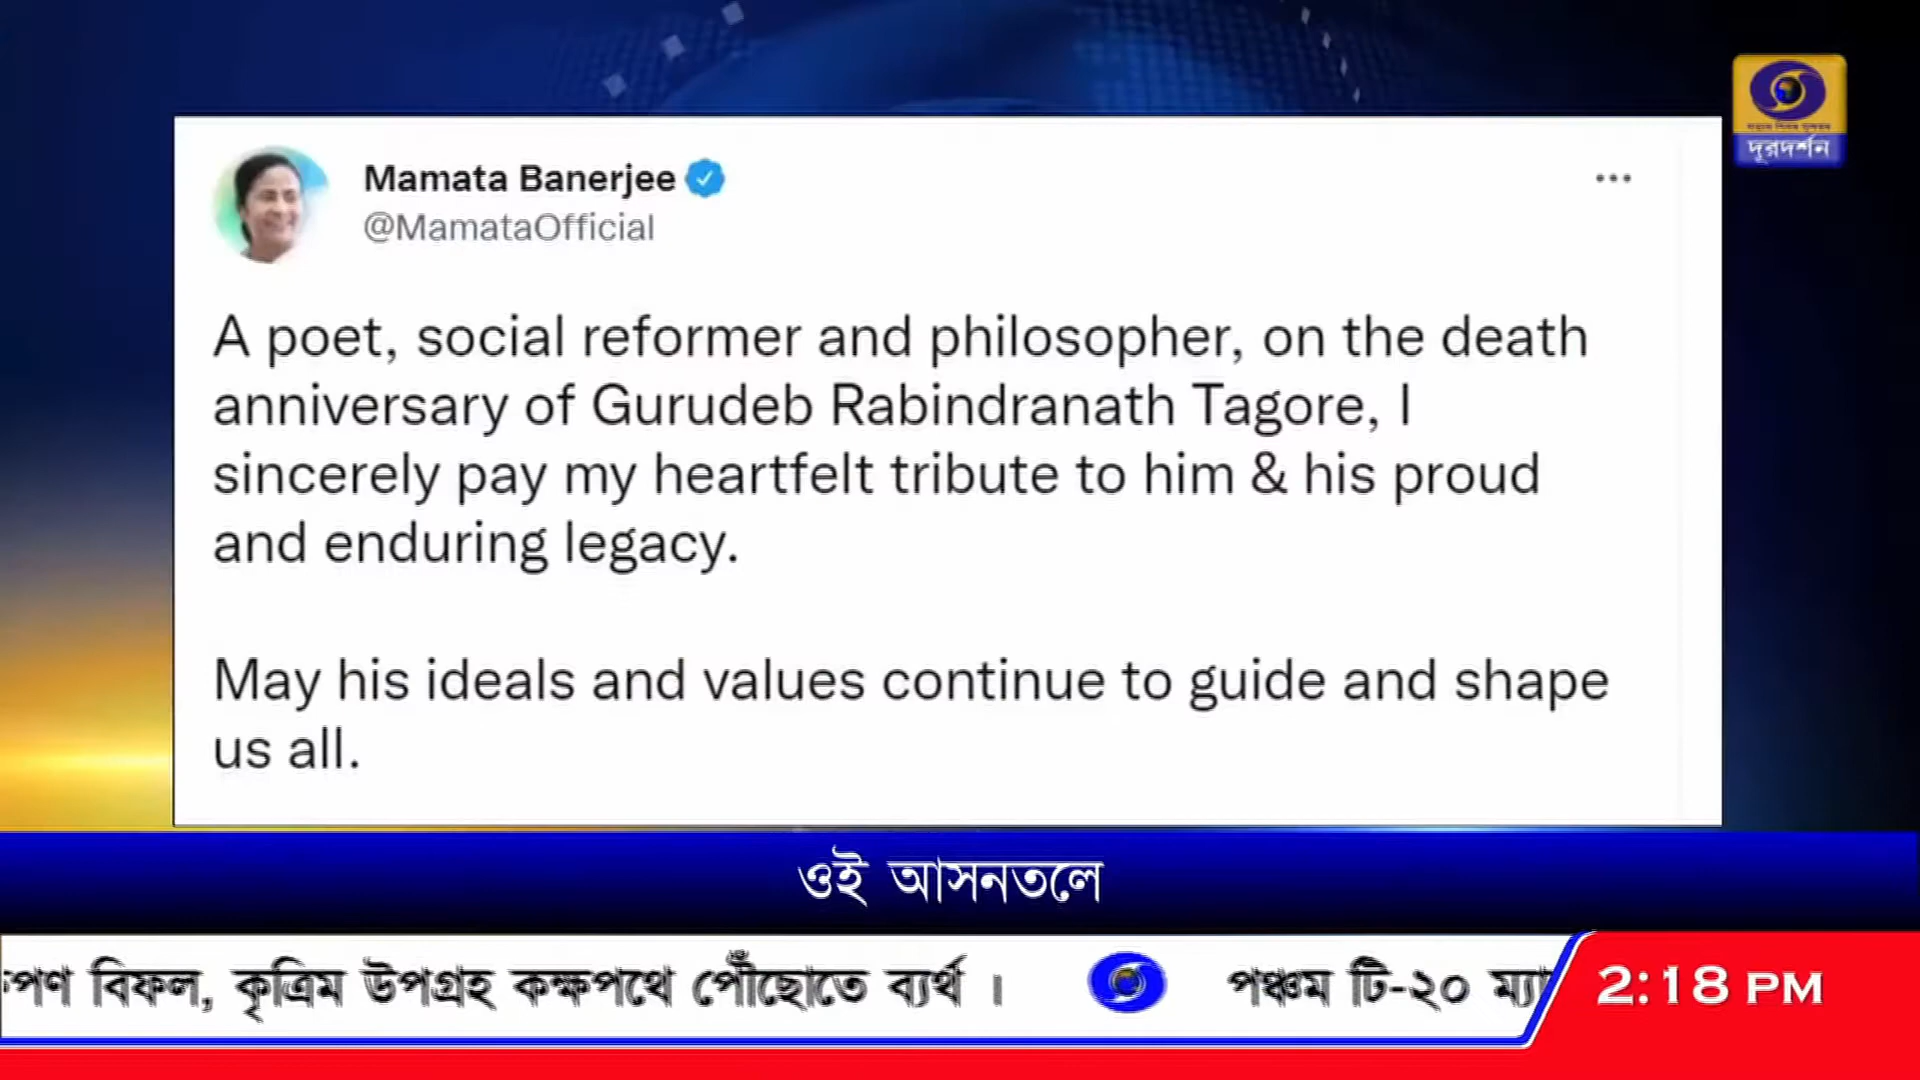 দূরদর্শন
Mamata Banerjee
@MamataOfficial
A poet, social reformer and philosopher, on the death
anniversary of Gurudeb Rabindranath Tagore, I
sincerely pay my heartfelt tribute to him & his proud
and enduring legacy.
May his ideals and values continue to guide and shape
us all.
ওই আসনতলে
বিফল, কৃত্রিম উপগ্রহ কক্ষপথে পৌঁছোতে ব্যর্থ । পঞ্চম টি-২০
2:18 PM